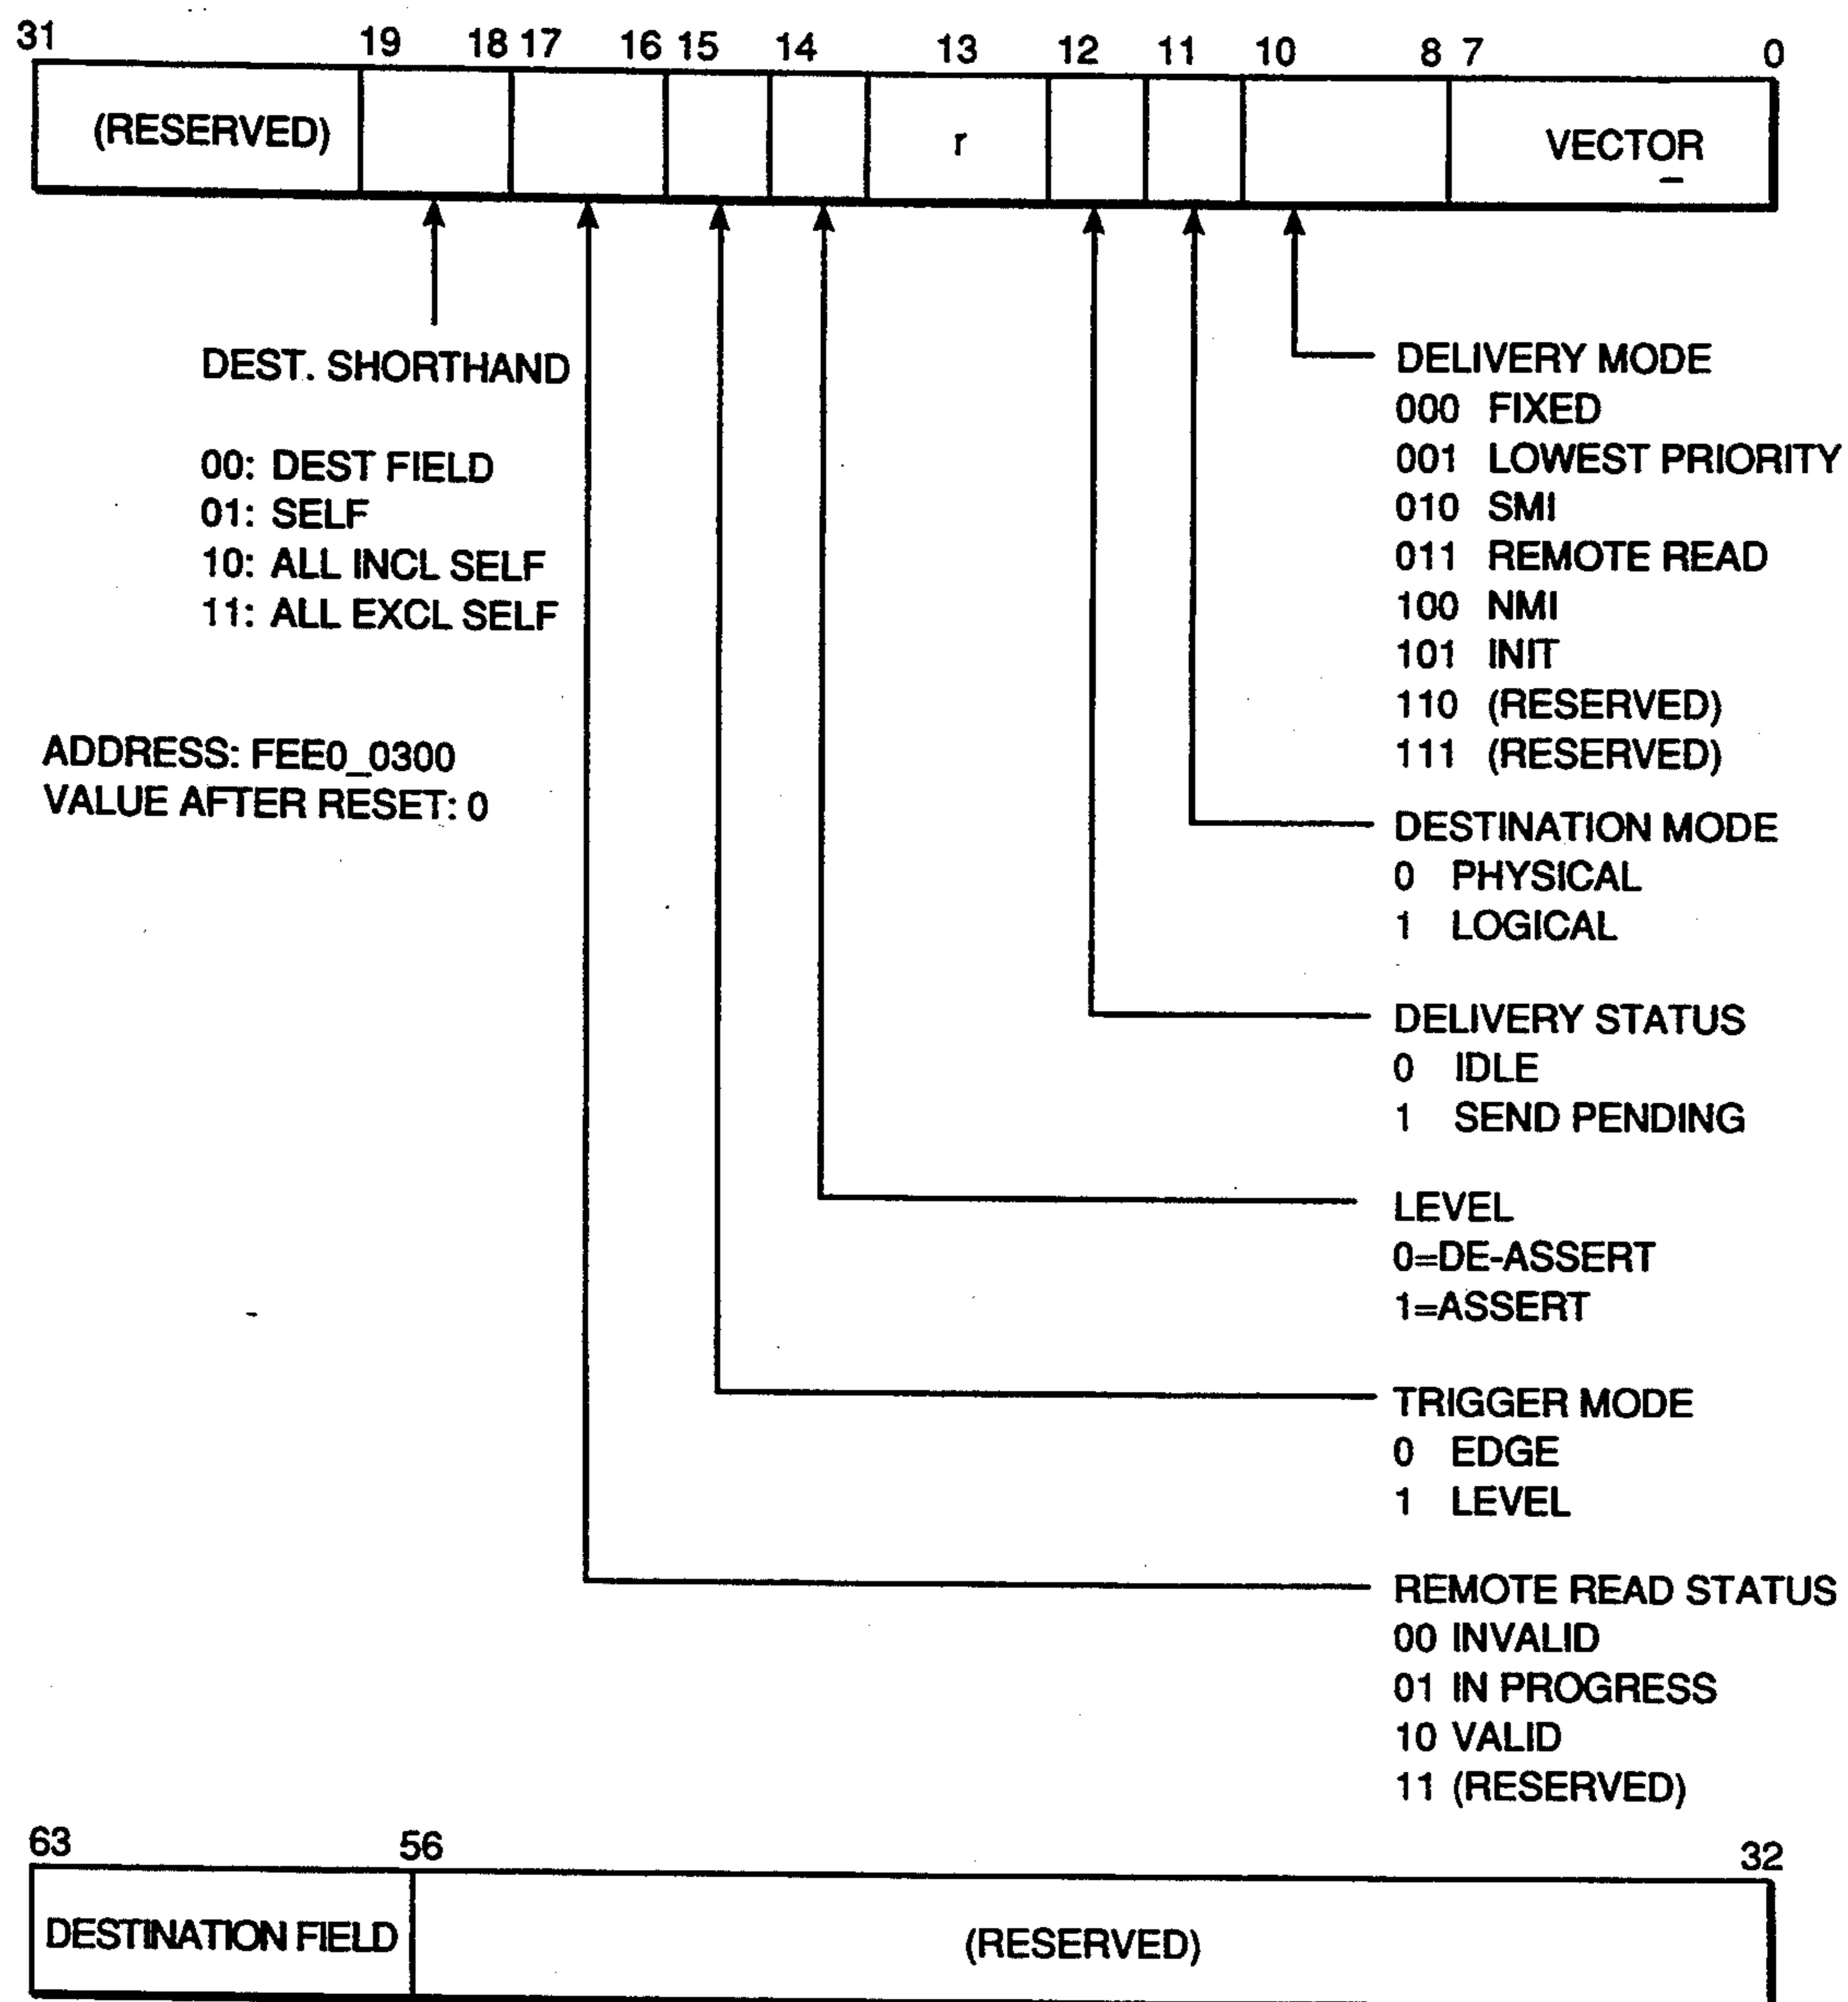 31 19 18 17 16 15 14 13 12 11 10 8 7 0
(RESERVED) r VECTOR
DEST. SHORTHAND
00: DEST FIELD
01: SELF
10: ALL INCL SELF
11: ALL EXCL SELF
ADDRESS: FEE0_0300
VALUE AFTER RESET: 0
DELIVERY MODE
000 FIXED
001 LOWEST PRIORITY
010 SMI
011 REMOTE READ
100 NMI
101 INIT
110 (RESERVED)
111 (RESERVED)
DESTINATION MODE
0 PHYSICAL
1 LOGICAL
DELIVERY STATUS
0 IDLE
1 SEND PENDING
LEVEL
0=DE-ASSERT
1=ASSERT
TRIGGER MODE
0 EDGE
1 LEVEL
REMOTE READ STATUS
00 INVALID
01 IN PROGRESS
10 VALID
11 (RESERVED)
63 56 32
DESTINATION FIELD (RESERVED)